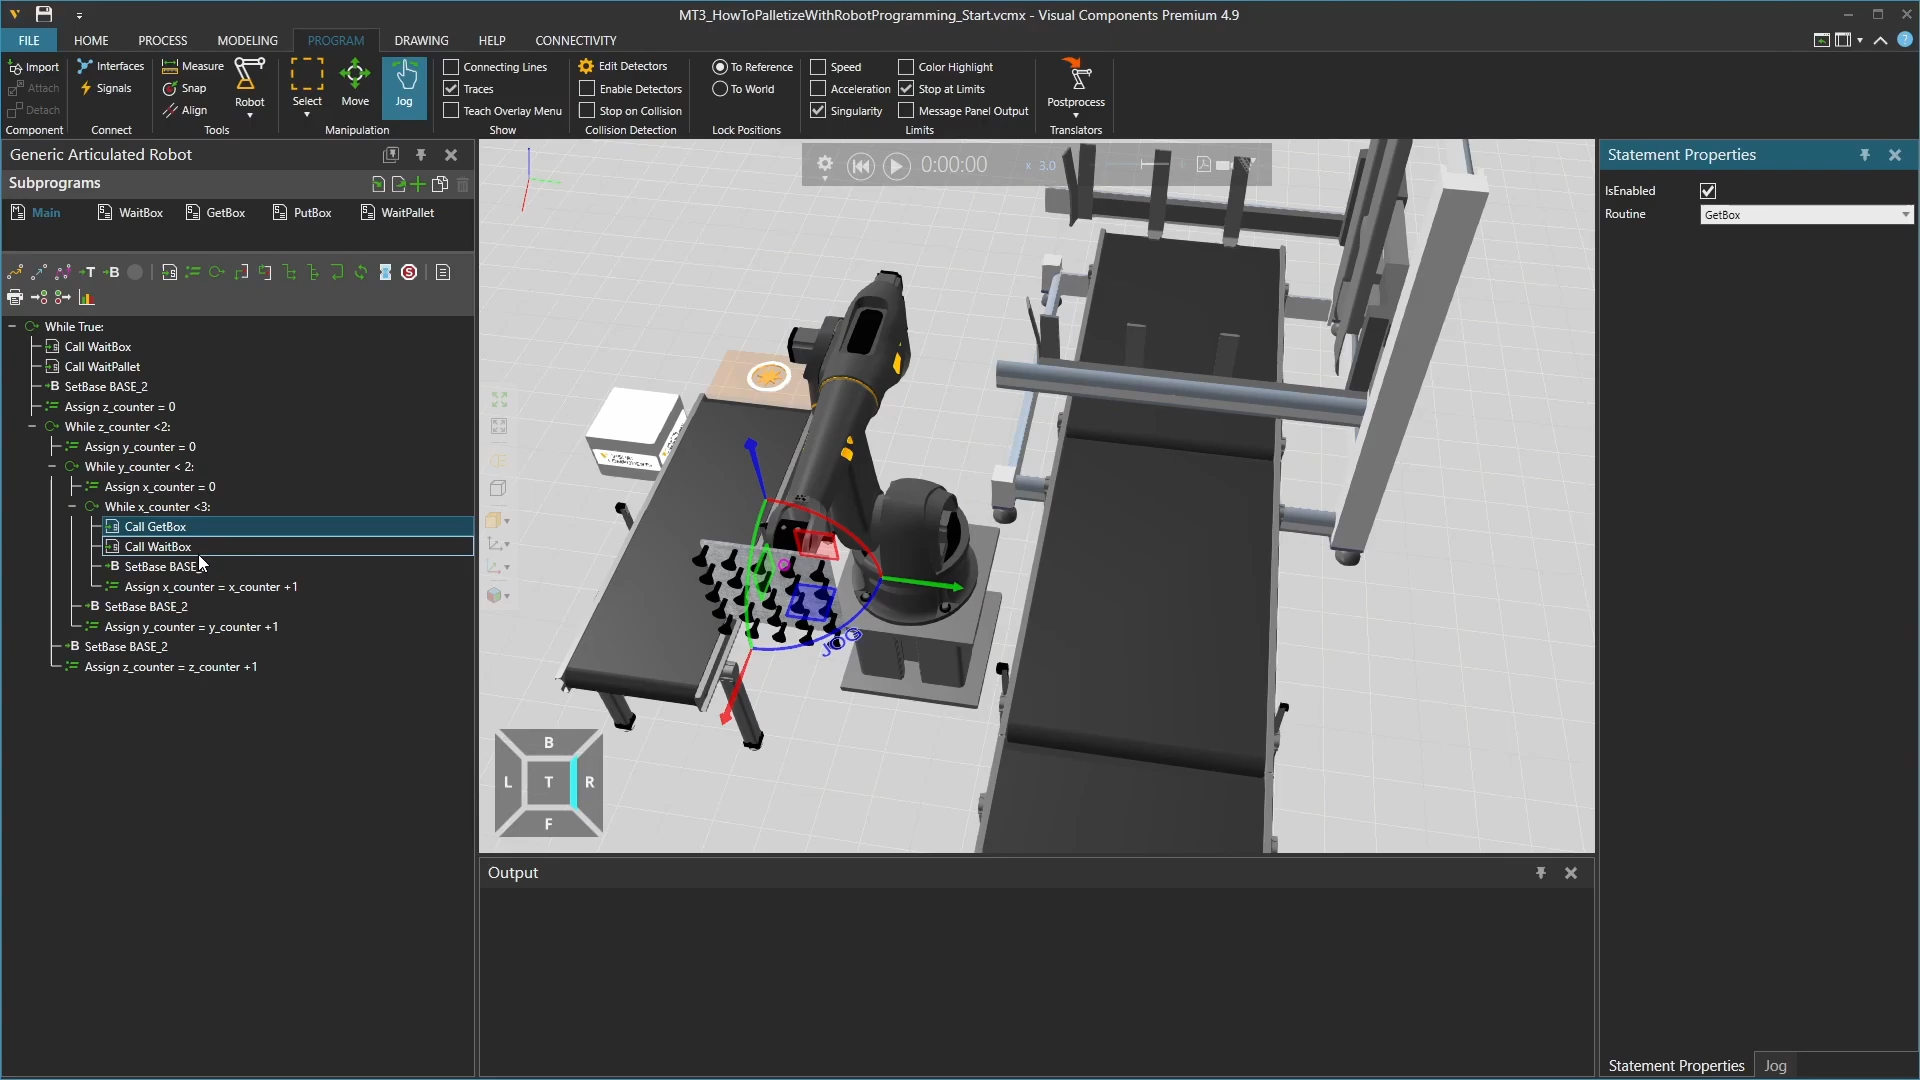 MT3_HowToPalletizeWithRobotProgramming_Start.vcmx - Visual Components Premium 4.9
FILE HOME PROCESS MODELING PROGRAM DRAWING HELP CONNECTIVITY
Import Interfaces Measure Connecting Lines Edit Detectors To Reference Speed Color Highlight
Attach Signals Snap Traces Enable Detectors To World Acceleration Stop at Limits
Detach Align Robot Select Move Jog Teach Overlay Menu Stop on Collision Singularity Message Panel Output Postprocess
Component Connect Tools Manipulation Show Collision Detection Lock Positions Limits Translators
Generic Articulated Robot
Subprograms
Main WaitBox GetBox PutBox WaitPallet
While True:
Call WaitBox
Call WaitPallet
SetBase BASE_2
Assign z_counter = 0
While z_counter <2:
Assign y_counter = 0
While y_counter < 2:
Assign x_counter = 0
While x_counter <3:
Call GetBox
Call WaitBox
SetBase BASE
Assign x_counter = x_counter +1
SetBase BASE_2
Assign y_counter = y_counter +1
SetBase BASE_2
Assign z_counter = z_counter +1
0:00:00 x 3.0
JOG
B
L T R
F
Output
Statement Properties
IsEnabled
Routine GetBox
Statement Properties Jog